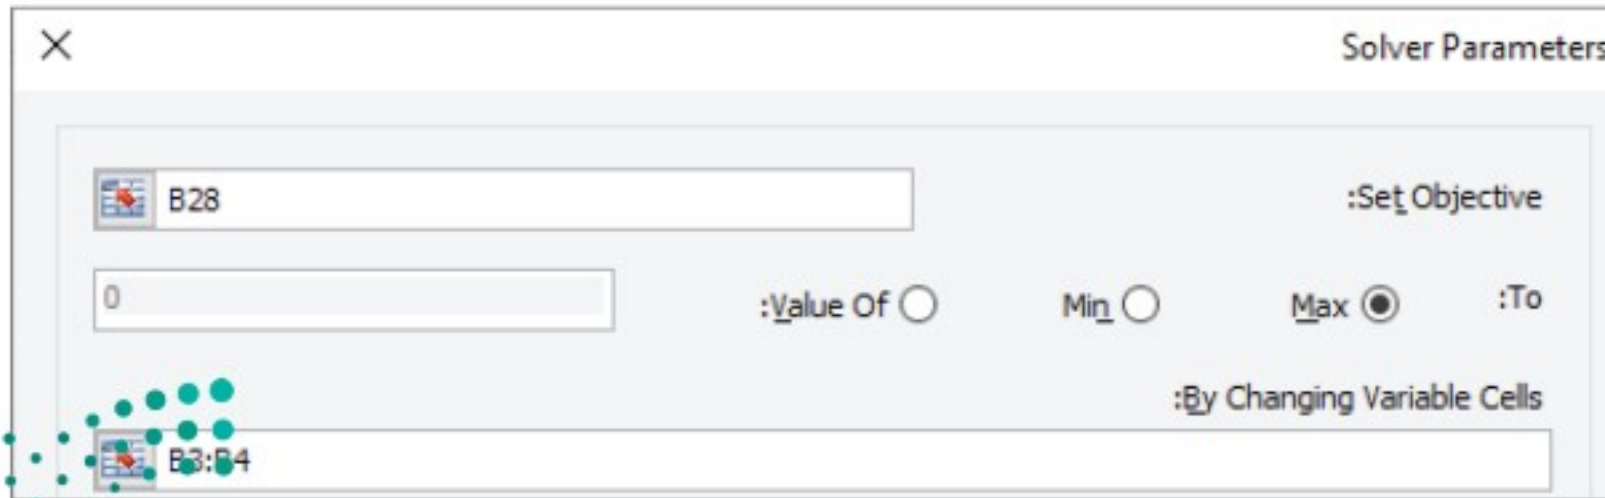 Solver Parameters
:Set Objective B28
:To Max Min :Value Of 0
:By Changing Variable Cells
B3:B4